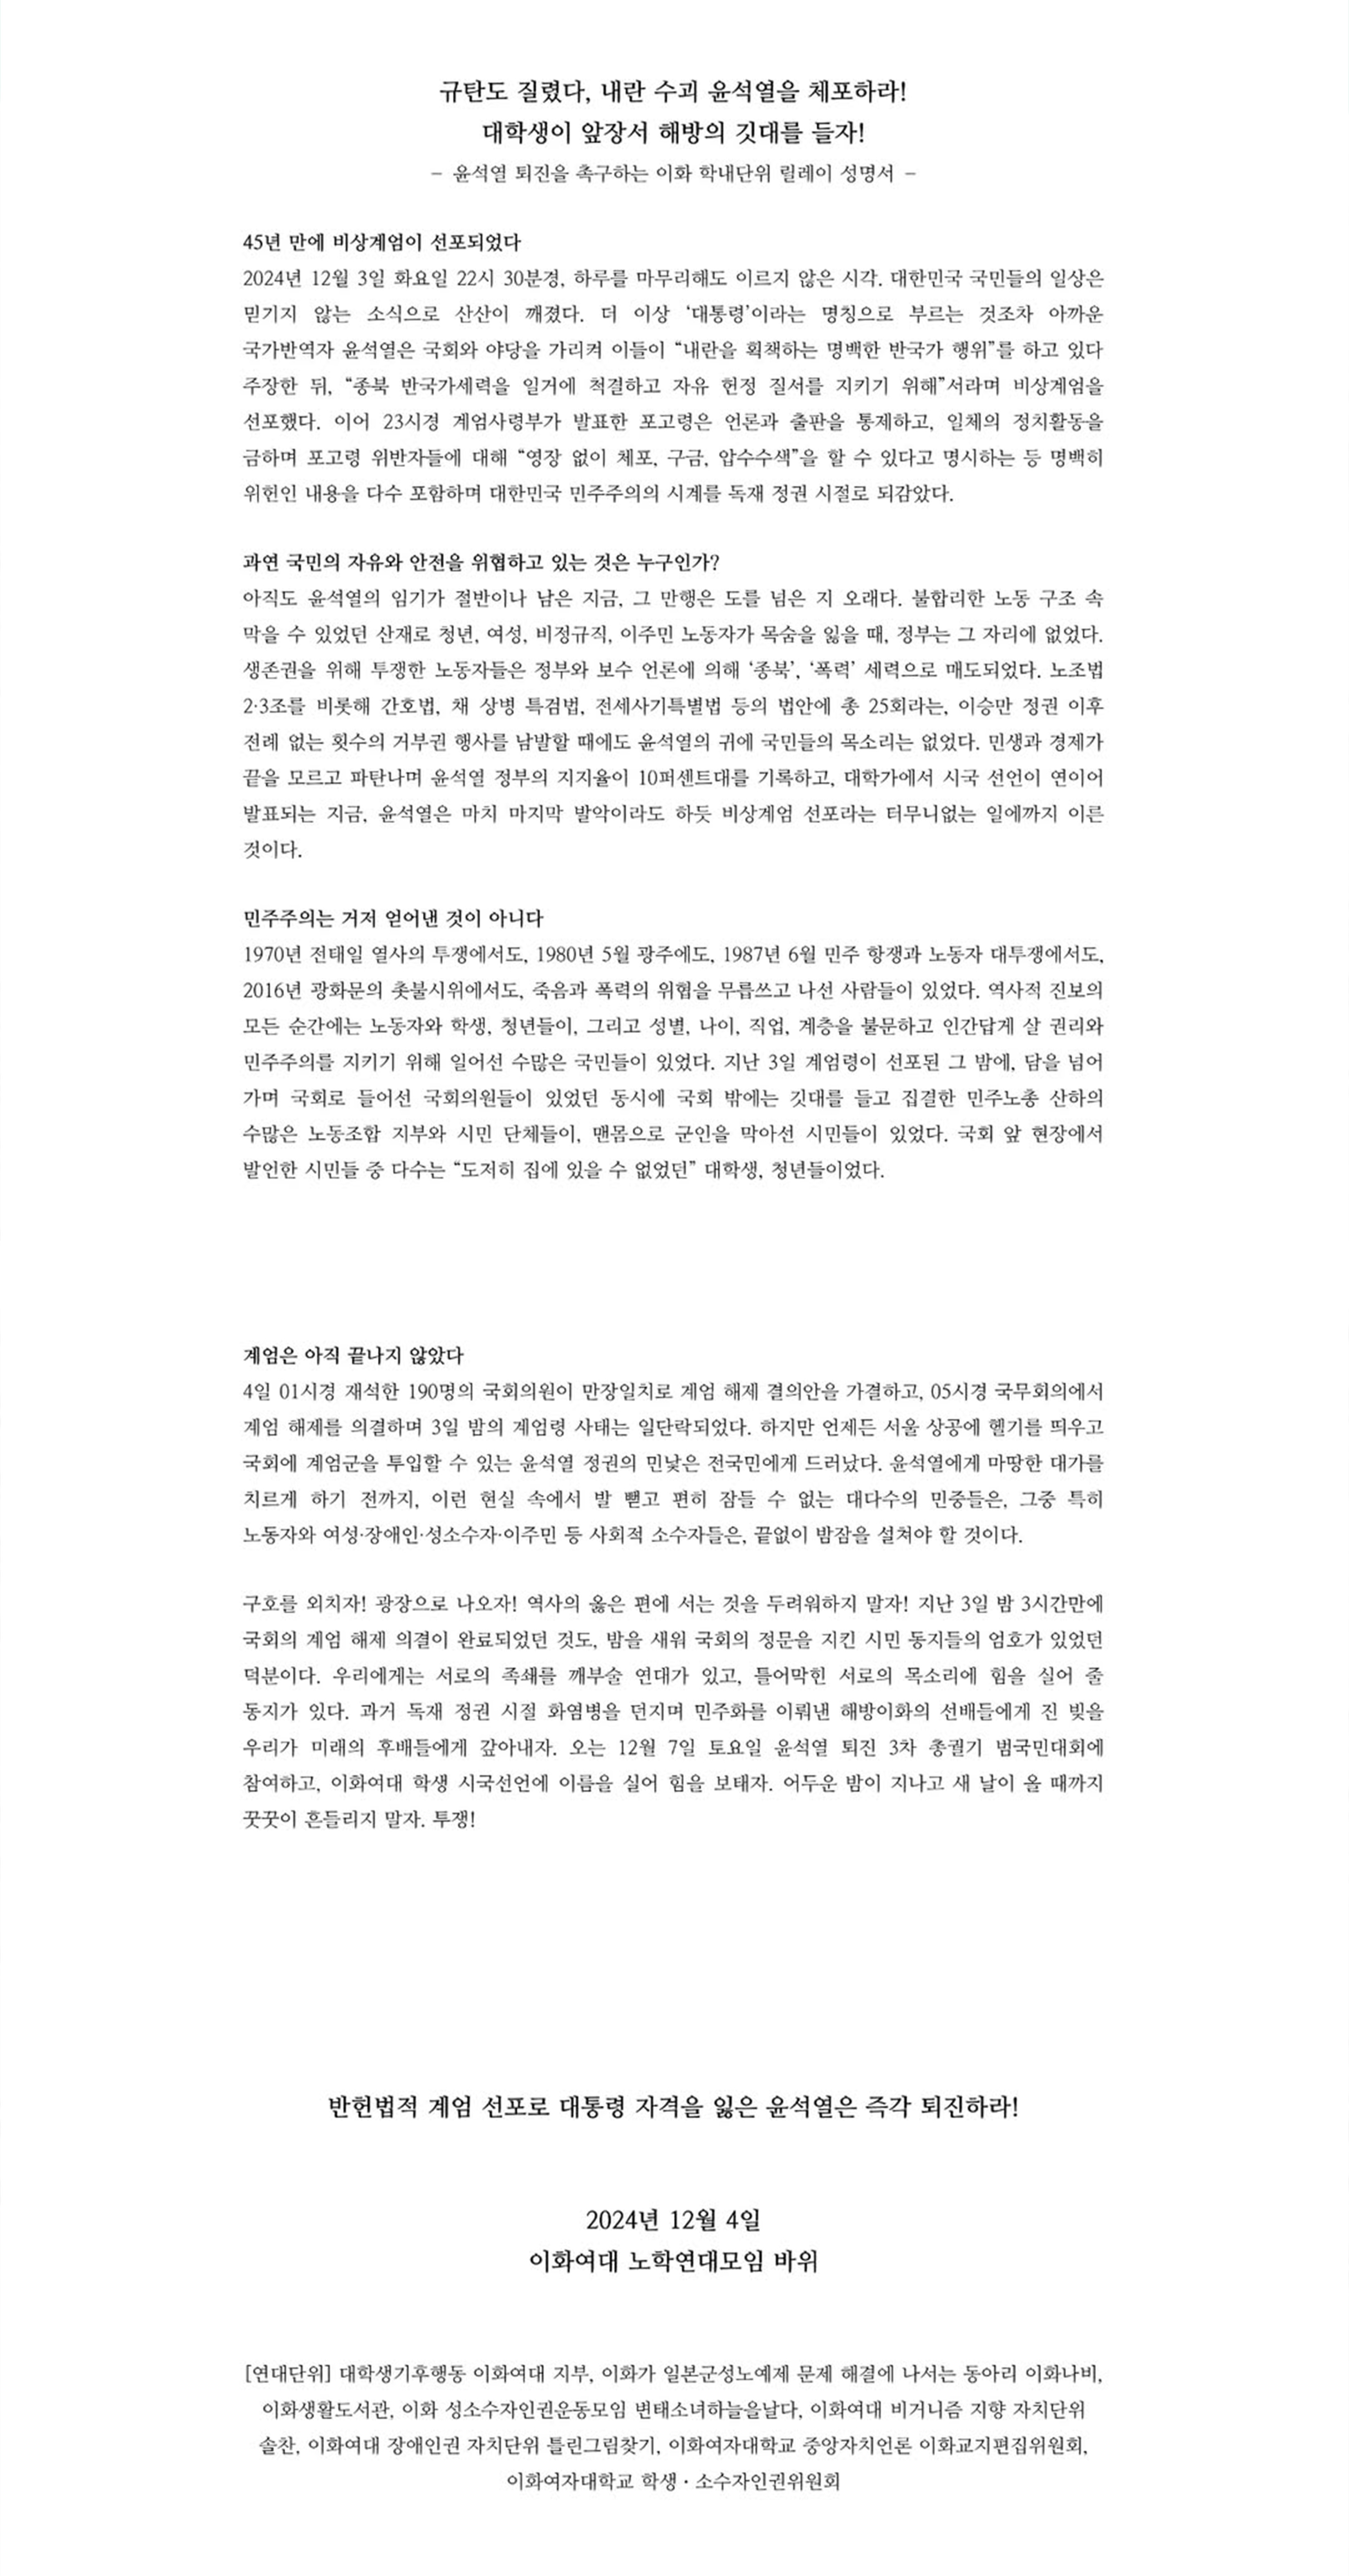 규탄도 질렸다, 내란 수괴 윤석열을 체포하라!
대학생이 앞장서 해방의 깃대를 들자!
– 윤석열 퇴진을 촉구하는 이화 학내단위 릴레이 성명서 –
45년 만에 비상계엄이 선포되었다
2024년 12월 3일 화요일 22시 30분경, 하루를 마무리해도 이르지 않은 시각. 대한민국 국민들의 일상은
믿기지 않는 소식으로 산산이 깨졌다. 더 이상 ‘대통령’이라는 명칭으로 부르는 것조차 아까운
국가반역자 윤석열은 국회와 야당을 가리켜 이들이 “내란을 획책하는 명백한 반국가 행위”를 하고 있다
주장한 뒤, “종북 반국가세력을 일거에 척결하고 자유 헌정 질서를 지키기 위해”서라며 비상계엄을
선포했다. 이어 23시경 계엄사령부가 발표한 포고령은 언론과 출판을 통제하고, 일체의 정치활동을
금하며 포고령 위반자들에 대해 “영장 없이 체포, 구금, 압수수색”을 할 수 있다고 명시하는 등 명백히
위헌인 내용을 다수 포함하며 대한민국 민주주의의 시계를 독재 정권 시절로 되감았다.
과연 국민의 자유와 안전을 위협하고 있는 것은 누구인가?
아직도 윤석열의 임기가 절반이나 남은 지금, 그 만행은 도를 넘은 지 오래다. 불합리한 노동 구조 속
막을 수 있었던 산재로 청년, 여성, 비정규직, 이주민 노동자가 목숨을 잃을 때, 정부는 그 자리에 없었다.
생존권을 위해 투쟁한 노동자들은 정부와 보수 언론에 의해 ‘종북’, ‘폭력’ 세력으로 매도되었다. 노조법
2·3조를 비롯해 간호법, 채 상병 특검법, 전세사기특별법 등의 법안에 총 25회라는, 이승만 정권 이후
전례 없는 횟수의 거부권 행사를 남발할 때에도 윤석열의 귀에 국민들의 목소리는 없었다. 민생과 경제가
끝을 모르고 파탄나며 윤석열 정부의 지지율이 10퍼센트대를 기록하고, 대학가에서 시국 선언이 연이어
발표되는 지금, 윤석열은 마치 마지막 발악이라도 하듯 비상계엄 선포라는 터무니없는 일에까지 이른
것이다.
민주주의는 거저 얻어낸 것이 아니다
1970년 전태일 열사의 투쟁에서도, 1980년 5월 광주에도, 1987년 6월 민주 항쟁과 노동자 대투쟁에서도,
2016년 광화문의 촛불시위에서도, 죽음과 폭력의 위협을 무릅쓰고 나선 사람들이 있었다. 역사적 진보의
모든 순간에는 노동자와 학생, 청년들이, 그리고 성별, 나이, 직업, 계층을 불문하고 인간답게 살 권리와
민주주의를 지키기 위해 일어선 수많은 국민들이 있었다. 지난 3일 계엄령이 선포된 그 밤에, 담을 넘어
가며 국회로 들어선 국회의원들이 있었던 동시에 국회 밖에는 깃대를 들고 집결한 민주노총 산하의
수많은 노동조합 지부와 시민 단체들이, 맨몸으로 군인을 막아선 시민들이 있었다. 국회 앞 현장에서
발언한 시민들 중 다수는 “도저히 집에 있을 수 없었던” 대학생, 청년들이었다.
계엄은 아직 끝나지 않았다
4일 01시경 재석한 190명의 국회의원이 만장일치로 계엄 해제 결의안을 가결하고, 05시경 국무회의에서
계엄 해제를 의결하며 3일 밤의 계엄령 사태는 일단락되었다. 하지만 언제든 서울 상공에 헬기를 띄우고
국회에 계엄군을 투입할 수 있는 윤석열 정권의 민낯은 전국민에게 드러났다. 윤석열에게 마땅한 대가를
치르게 하기 전까지, 이런 현실 속에서 발 뻗고 편히 잠들 수 없는 대다수의 민중들은, 그중 특히
노동자와 여성·장애인·성소수자·이주민 등 사회적 소수자들은, 끝없이 밤잠을 설쳐야 할 것이다.
구호를 외치자! 광장으로 나오자! 역사의 옳은 편에 서는 것을 두려워하지 말자! 지난 3일 밤 3시간만에
국회의 계엄 해제 의결이 완료되었던 것도, 밤을 새워 국회의 정문을 지킨 시민 동지들의 엄호가 있었던
덕분이다. 우리에게는 서로의 족쇄를 깨부술 연대가 있고, 틀어막힌 서로의 목소리에 힘을 실어 줄
동지가 있다. 과거 독재 정권 시절 화염병을 던지며 민주화를 이뤄낸 해방이화의 선배들에게 진 빚을
우리가 미래의 후배들에게 갚아내자. 오는 12월 7일 토요일 윤석열 퇴진 3차 총궐기 범국민대회에
참여하고, 이화여대 학생 시국선언에 이름을 실어 힘을 보태자. 어두운 밤이 지나고 새 날이 올 때까지
꿋꿋이 흔들리지 말자. 투쟁!
반헌법적 계엄 선포로 대통령 자격을 잃은 윤석열은 즉각 퇴진하라!
2024년 12월 4일
이화여대 노학연대모임 바위
[연대단위] 대학생기후행동 이화여대 지부, 이화가 일본군성노예제 문제 해결에 나서는 동아리 이화나비,
이화생활도서관, 이화 성소수자인권운동모임 변태소녀하늘을날다, 이화여대 비거니즘 지향 자치단위
솔찬, 이화여대 장애인권 자치단위 틀린그림찾기, 이화여자대학교 중앙자치언론 이화교지편집위원회,
이화여자대학교 학생·소수자인권위원회